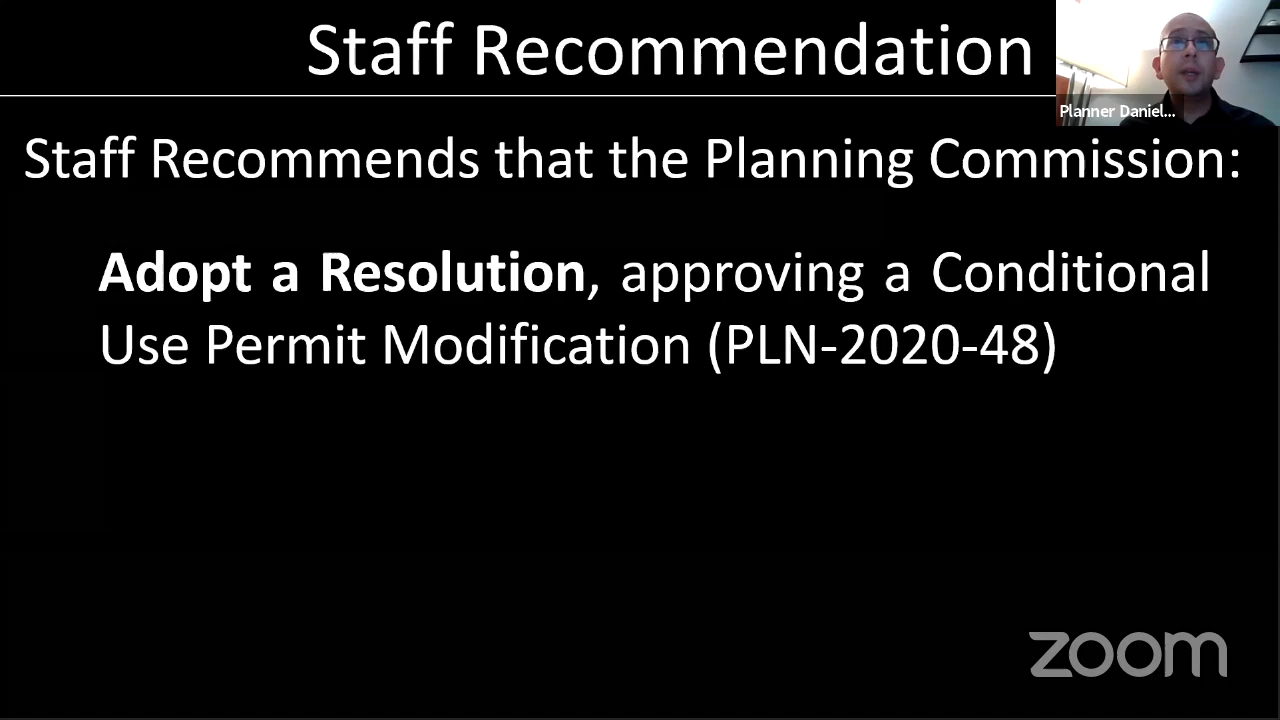 Staff Recommendation
Planner Daniel...
Staff Recommends that the Planning Commission:
Adopt a Resolution, approving a Conditional
Use Permit Modification (PLN-2020-48)
zoom